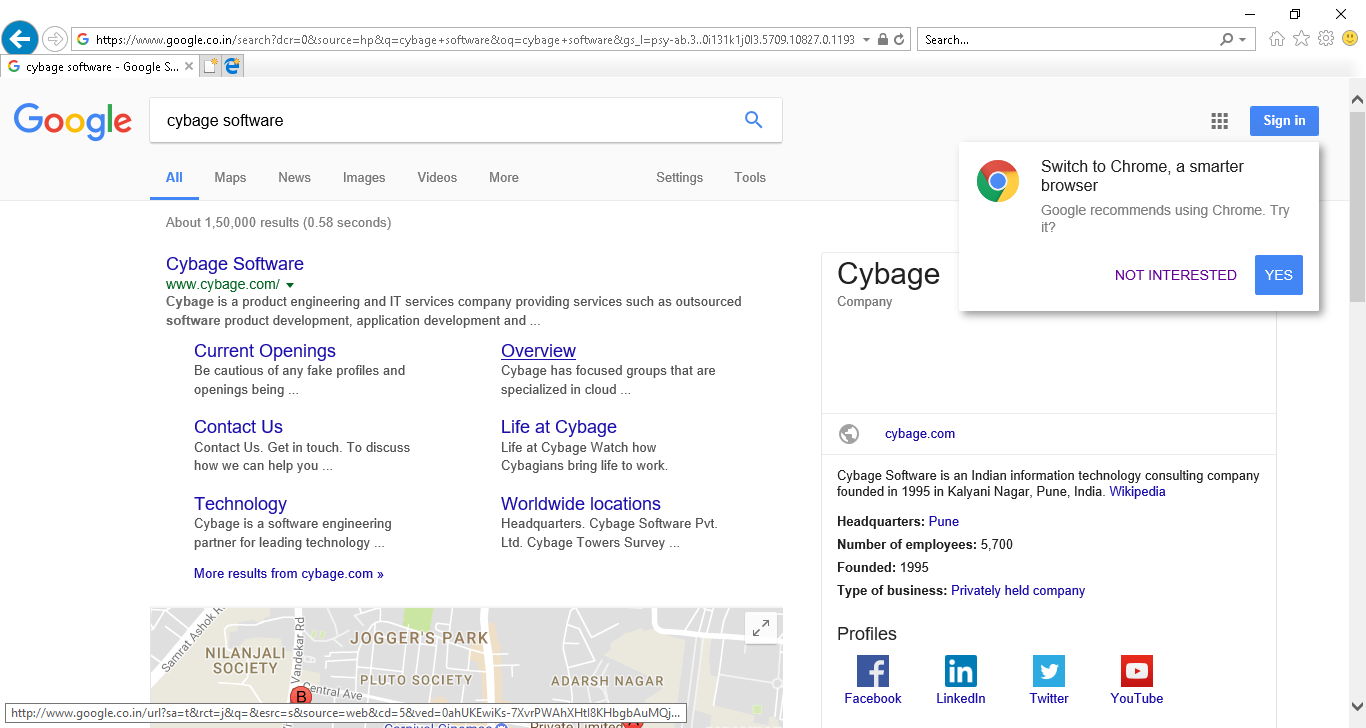 https://www.google.co.in/search?dcr=0&source=hp&q=cybage+software&oq=cybage+software&gs_l=psy-ab.3..0i131k1j0l3.5709.10827.0.1193
Search...
cybage software - Google S...
Google
cybage software
Sign in
All
Maps
News
Images
Videos
More
Settings
Tools
Switch to Chrome, a smarter
browser
Google recommends using Chrome. Try
it?
NOT INTERESTED
YES
About 1,50,000 results (0.58 seconds)
Cybage Software
www.cybage.com/
Cybage is a product engineering and IT services company providing services such as outsourced
software product development, application development and ...
Current Openings
Be cautious of any fake profiles and
openings being ...
Overview
Cybage has focused groups that are
specialized in cloud ...
Contact Us
Contact Us. Get in touch. To discuss
how we can help you ...
Life at Cybage
Life at Cybage Watch how
Cybagians bring life to work.
Technology
Cybage is a software engineering
partner for leading technology ...
Worldwide locations
Headquarters. Cybage Software Pvt.
Ltd. Cybage Towers Survey ...
More results from cybage.com »
Samrat Ashok R
Vandekar Rd
JOGGER'S PARK
NILANJALI
SOCIETY
PLUTO SOCIETY
ADARSH NAGAR
Central Ave
B
http://www.google.co.in/url?sa=t&rct=j&q=&esrc=s&source=web&cd=5&ved=0ahUKEwiKs-7XvrPWAhXHtI8KHbgbAuMQj...
Carnival Cinemas
Private Limited
A
Cybage
Company
cybage.com
Cybage Software is an Indian information technology consulting company
founded in 1995 in Kalyani Nagar, Pune, India. Wikipedia
Headquarters: Pune
Number of employees: 5,700
Founded: 1995
Type of business: Privately held company
Profiles
Facebook
LinkedIn
Twitter
YouTube